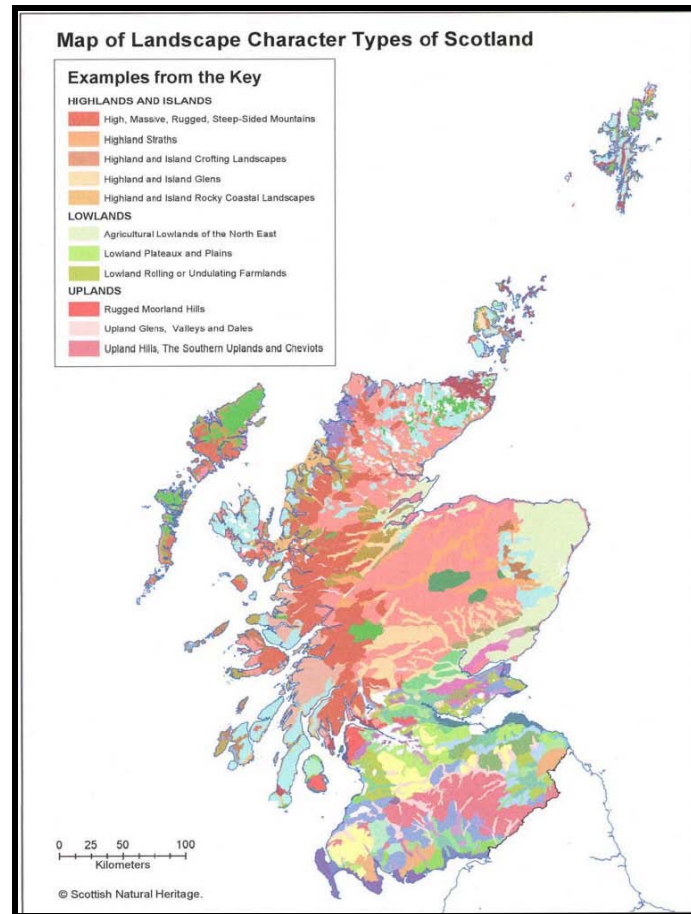 Map of Landscape Character Types of Scotland
Examples from the Key
HIGHLANDS AND ISLANDS
High, Massive, Rugged, Steep-Sided Mountains
Highland Straths
Highland and Island Crofting Landscapes
Highland and Island Glens
Highland and Island Rocky Coastal Landscapes
LOWLANDS
Agricultural Lowlands of the North East
Lowland Plateaux and Plains
Lowland Rolling or Undulating Farmlands
UPLANDS
Rugged Moorland Hills
Upland Glens, Valleys and Dales
Upland Hills, The Southern Uplands and Cheviots
0 25 50 100
Kilometers
© Scottish Natural Heritage.